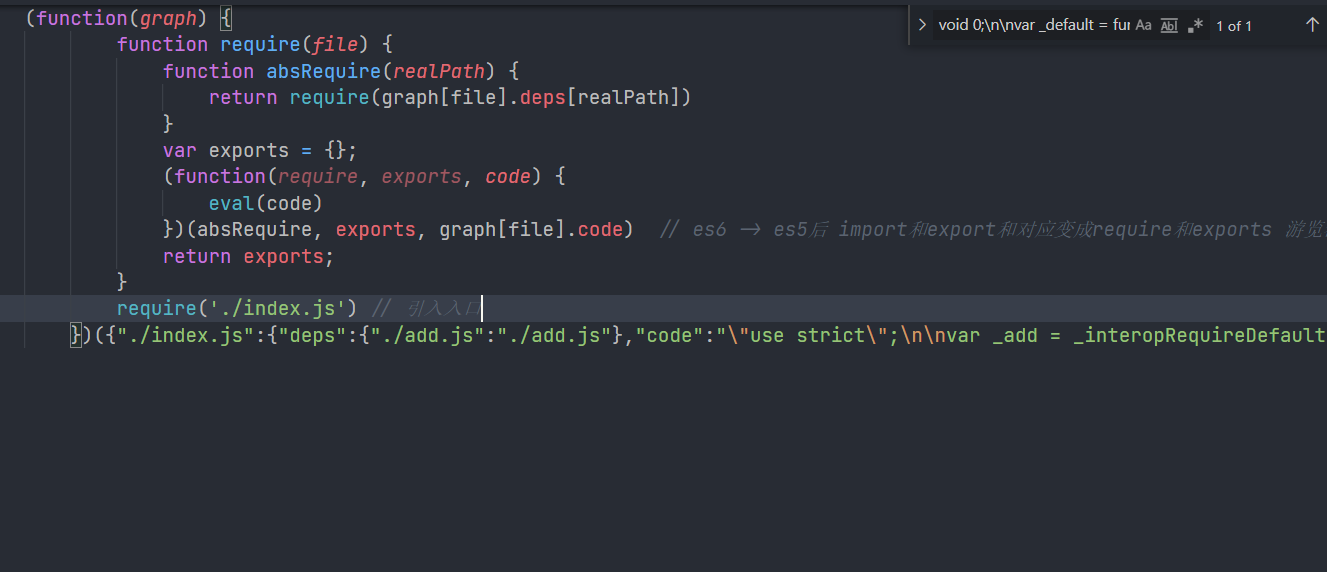 (function(graph) {
void 0;\n\nvar _default = fur Aa Abl .* 1 of 1
function require(file) {
function absRequire(realPath) {
return require(graph[file].deps[realPath])
}
var exports = {};
(function(require, exports, code) {
eval(code)
})(absRequire, exports, graph[file].code) // es6 -> es5后 import和export和对应变成require和exports 游览
return exports;
}
require('./index.js') // 引入入口
})({"./index.js":{"deps":{"./add.js":"./add.js"},"code":"\"use strict\";\n\nvar _add = _interopRequireDefault